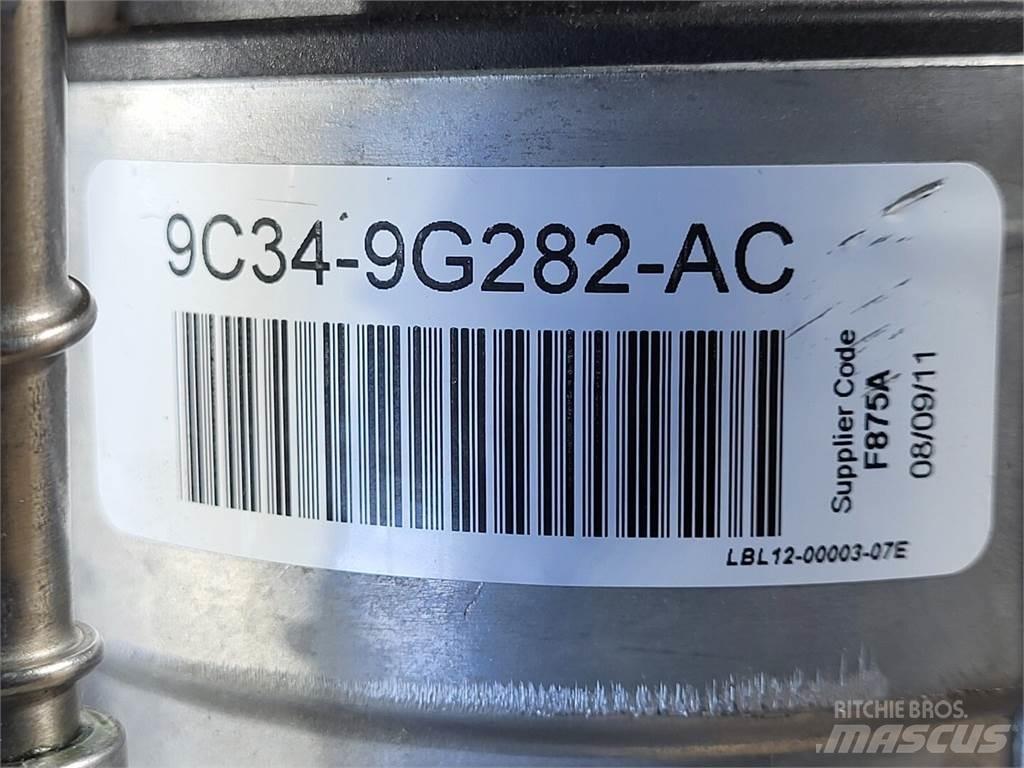 9C34-9G282-AC
Supplier Code
F875A
08/09/11
LBL12-00003-07E
RITCHIE BROS.
MASCUS